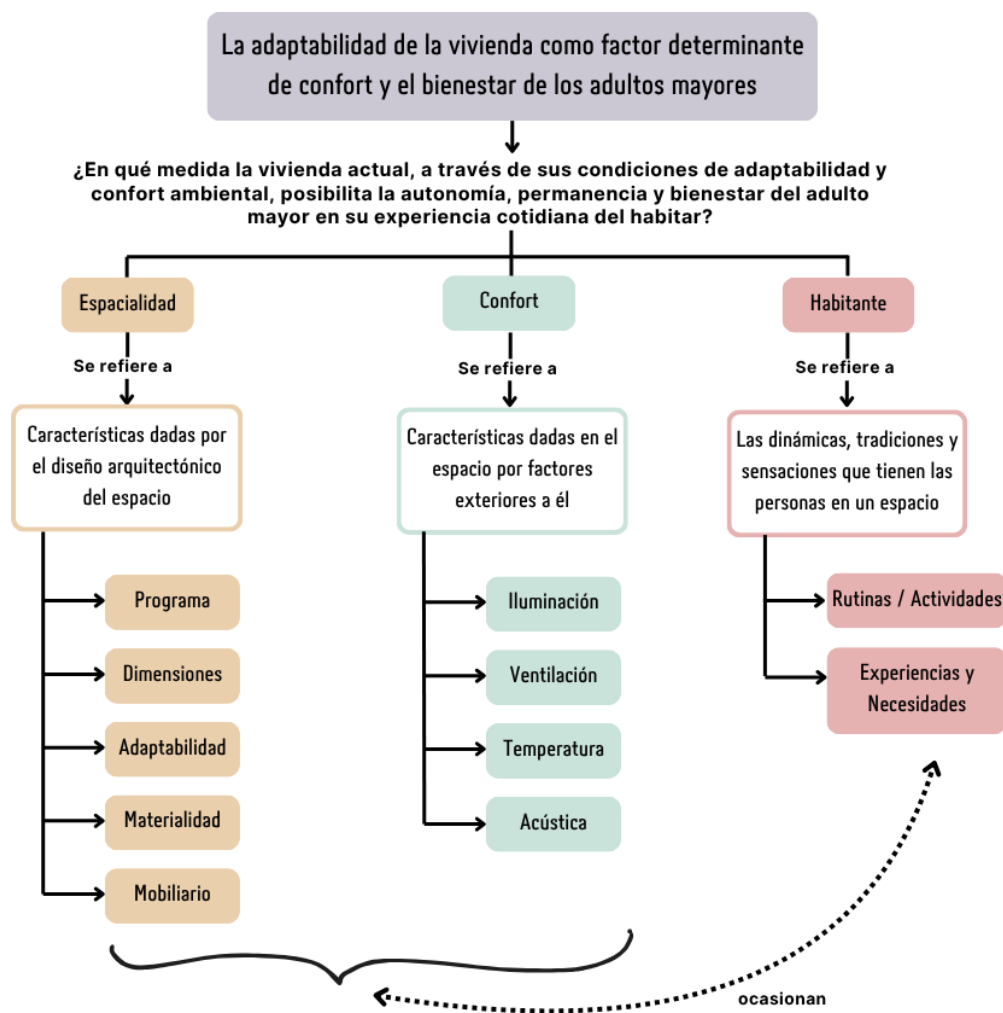 La adaptabilidad de la vivienda como factor determinante
de confort y el bienestar de los adultos mayores
¿En qué medida la vivienda actual, a través de sus condiciones de adaptabilidad y
confort ambiental, posibilita la autonomía, permanencia y bienestar del adulto
mayor en su experiencia cotidiana del habitar?
Espacialidad
Se refiere a
Características dadas por
el diseño arquitectónico
del espacio
Programa
Dimensiones
Adaptabilidad
Materialidad
Mobiliario
Confort
Se refiere a
Características dadas en el
espacio por factores
exteriores a él
Iluminación
Ventilación
Temperatura
Acústica
Habitante
Se refiere a
Las dinámicas, tradiciones y
sensaciones que tienen las
personas en un espacio
Rutinas / Actividades
Experiencias y
Necesidades
ocasionan